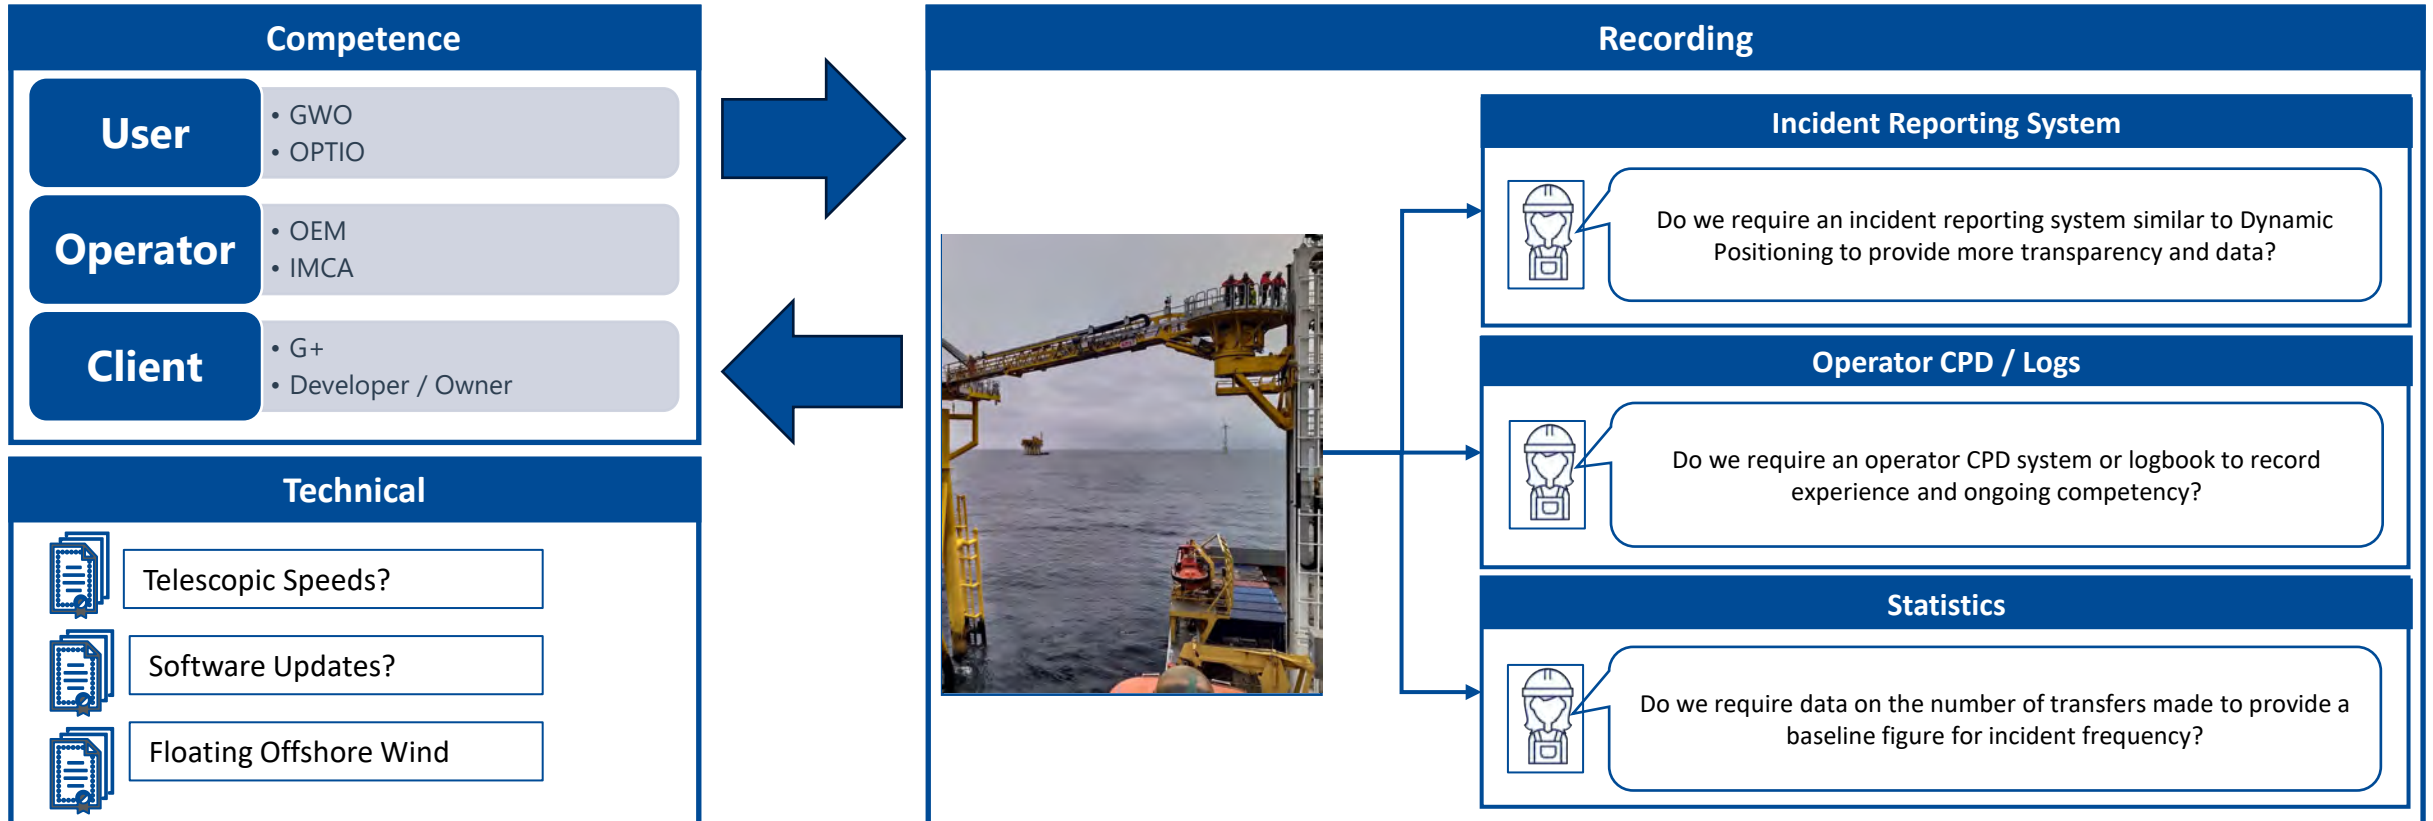 Competence
User
• GWO
• OPTIO
Operator
• OEM
• IMCA
Client
• G+
• Developer / Owner
Technical
Telescopic Speeds?
Software Updates?
Floating Offshore Wind
Recording
Incident Reporting System
Do we require an incident reporting system similar to Dynamic
Positioning to provide more transparency and data?
Operator CPD / Logs
Do we require an operator CPD system or logbook to record
experience and ongoing competency?
Statistics
Do we require data on the number of transfers made to provide a
baseline figure for incident frequency?